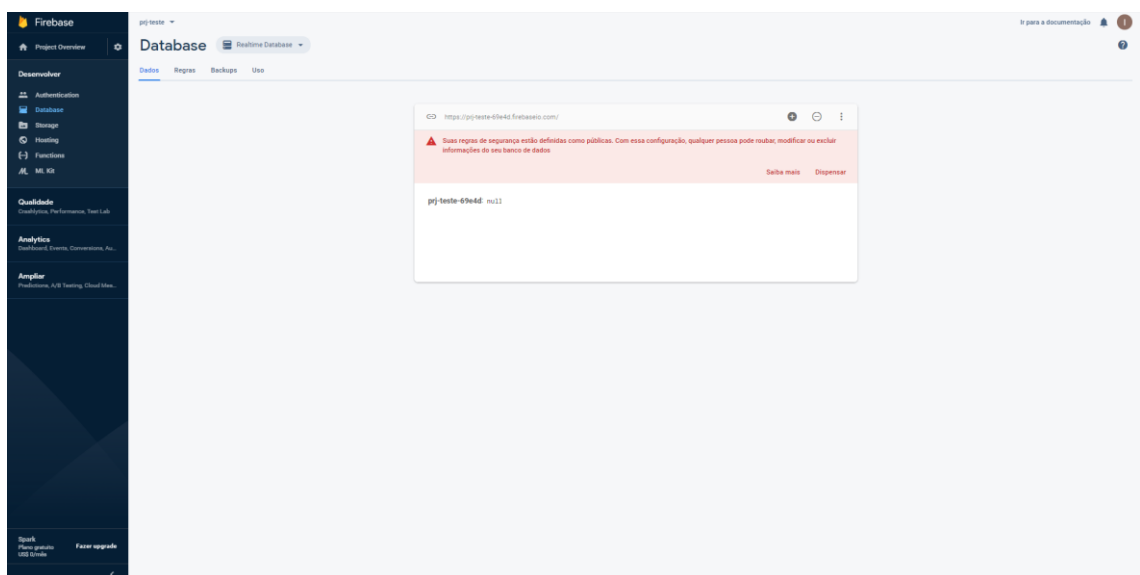 Firebase
prj-teste
Ir para a documentação
I
Project Overview
Database
Realtime Database
Dados Regras Backups Uso
Desenvolver
Authentication
Database
Storage
Hosting
Functions
ML Kit
Qualidade
Crashlytics, Performance, Test Lab
Analytics
Dashboard, Events, Conversions, Au...
Ampliar
Predictions, A/B Testing, Cloud Mes...
Spark
Plano gratuito
US$ 0/mês
Fazer upgrade
https://prj-teste-69e4d.firebaseio.com/
Suas regras de segurança estão definidas como públicas. Com essa configuração, qualquer pessoa pode roubar, modificar ou excluir
informações do seu banco de dados
Saiba mais Dispensar
prj-teste-69e4d: null